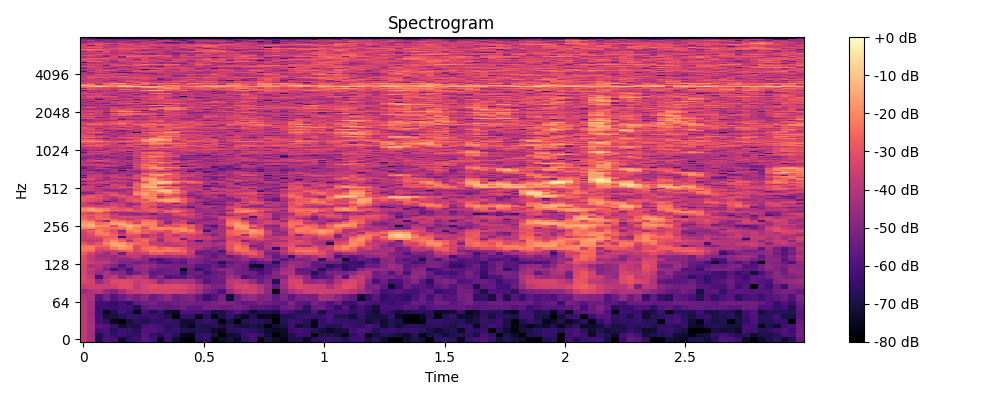 Spectrogram
Hz
4096
2048
1024
512
256
128
64
0
0
0.5
1
1.5
2
2.5
Time
+0 dB
-10 dB
-20 dB
-30 dB
-40 dB
-50 dB
-60 dB
-70 dB
-80 dB